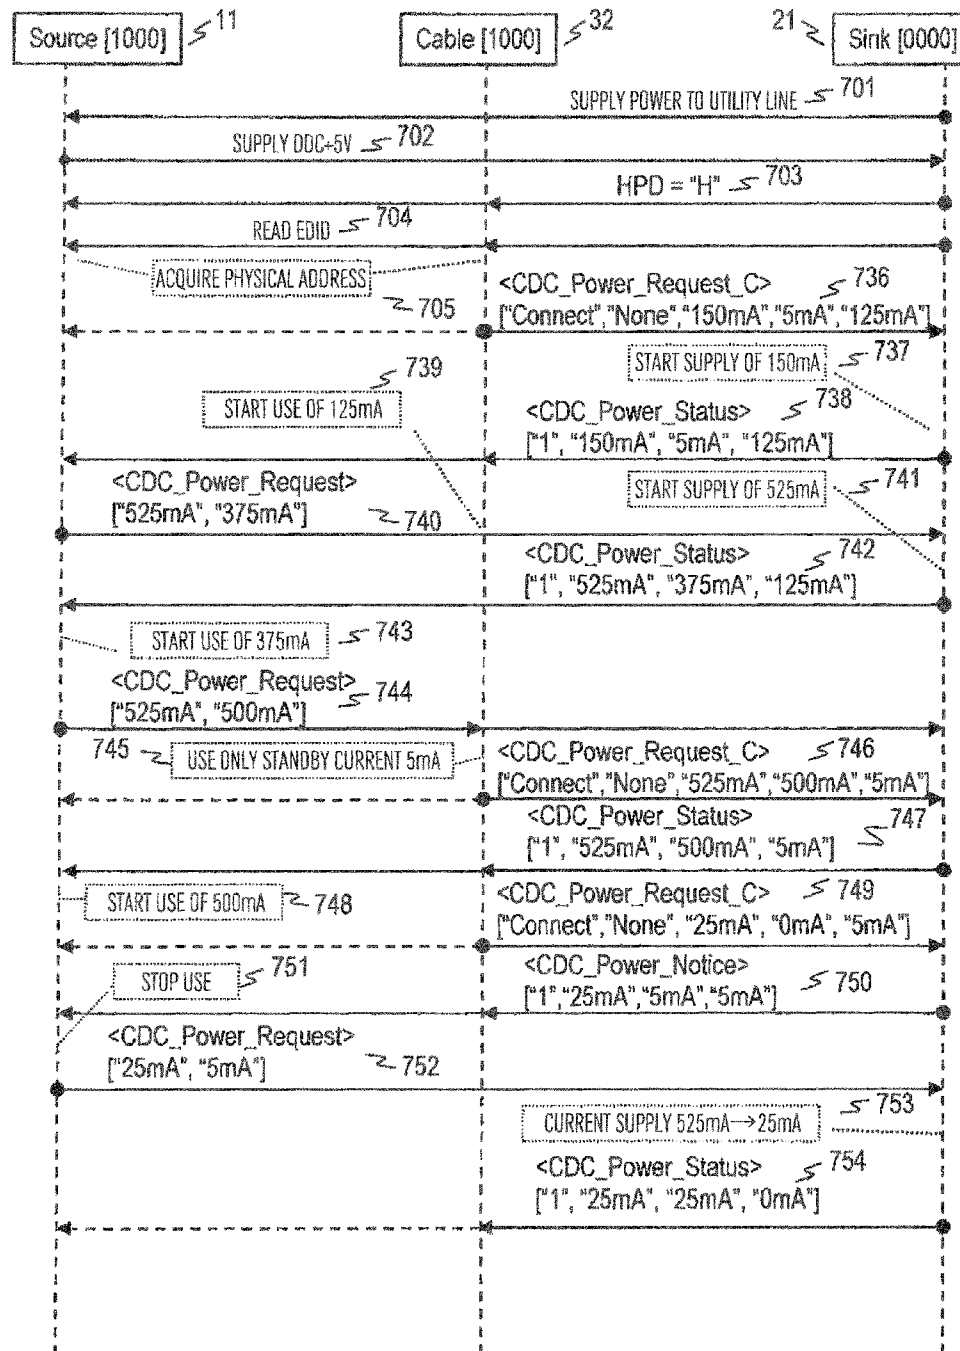 Source [1000] 11
Cable [1000] 32
21 Sink [0000]
SUPPLY POWER TO UTILITY LINE 701
SUPPLY DDC+5V 702
HPD = "H" 703
READ EDID 704
ACQUIRE PHYSICAL ADDRESS
705
<CDC_Power_Request_C> 736
["Connect","None","150mA","5mA","125mA"]
START SUPPLY OF 150mA 737
739
START USE OF 125mA
<CDC_Power_Status> 738
["1", "150mA", "5mA", "125mA"]
<CDC_Power_Request>
["525mA", "375mA"] 740
START SUPPLY OF 525mA 741
<CDC_Power_Status> 742
["1", "525mA", "375mA", "125mA"]
START USE OF 375mA 743
<CDC_Power_Request> 744
["525mA", "500mA"]
745 USE ONLY STANDBY CURRENT 5mA
<CDC_Power_Request_C> 746
["Connect","None","525mA","500mA","5mA"]
<CDC_Power_Status> 747
["1", "525mA", "500mA", "5mA"]
START USE OF 500mA 748
<CDC_Power_Request_C> 749
["Connect","None", "25mA", "0mA", "5mA"]
<CDC_Power_Notice>
["1","25mA","5mA","5mA"] 750
STOP USE 751
<CDC_Power_Request>
["25mA", "5mA"] 752
753
CURRENT SUPPLY 525mA→25mA
<CDC_Power_Status> 754
["1", "25mA", "25mA", "0mA"]